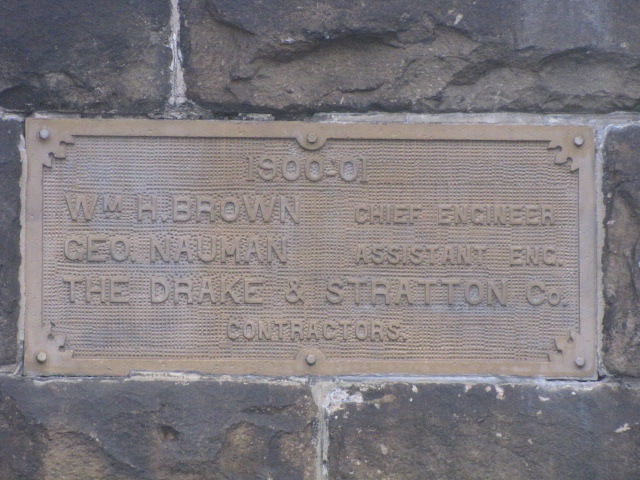 1900-01
WM H. BROWN CHIEF ENGINEER
GEO. NAUMAN ASSISTANT ENG.
THE DRAKE & STRATTON CO.
CONTRACTORS.